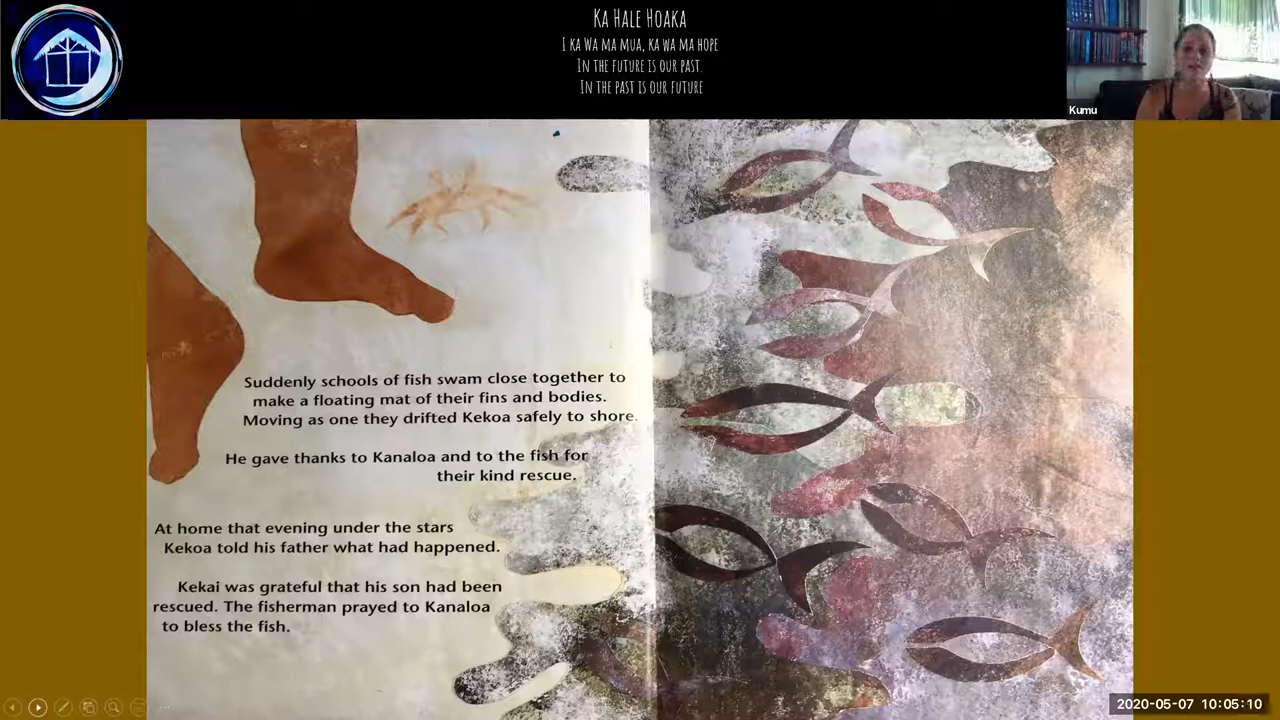 Ka Hale Hoaka
I ka Wa ma mua, ka wa ma hope
In the future is our past.
In the past is our future
Kumu
Suddenly schools of fish swam close together to
make a floating mat of their fins and bodies.
Moving as one they drifted Kekoa safely to shore.
He gave thanks to Kanaloa and to the fish for
their kind rescue.
At home that evening under the stars
Kekoa told his father what had happened.
Kekai was grateful that his son had been
rescued. The fisherman prayed to Kanaloa
to bless the fish.
2020-05-07 10:05:10